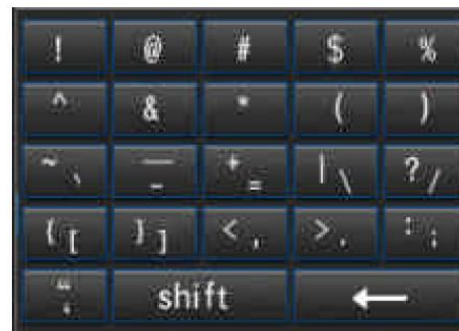 ! @ # $ %
^ & * ( )
~ ` — - + = | \ ? /
{ [ } ] < , > . : ;
“ ‘ shift ←